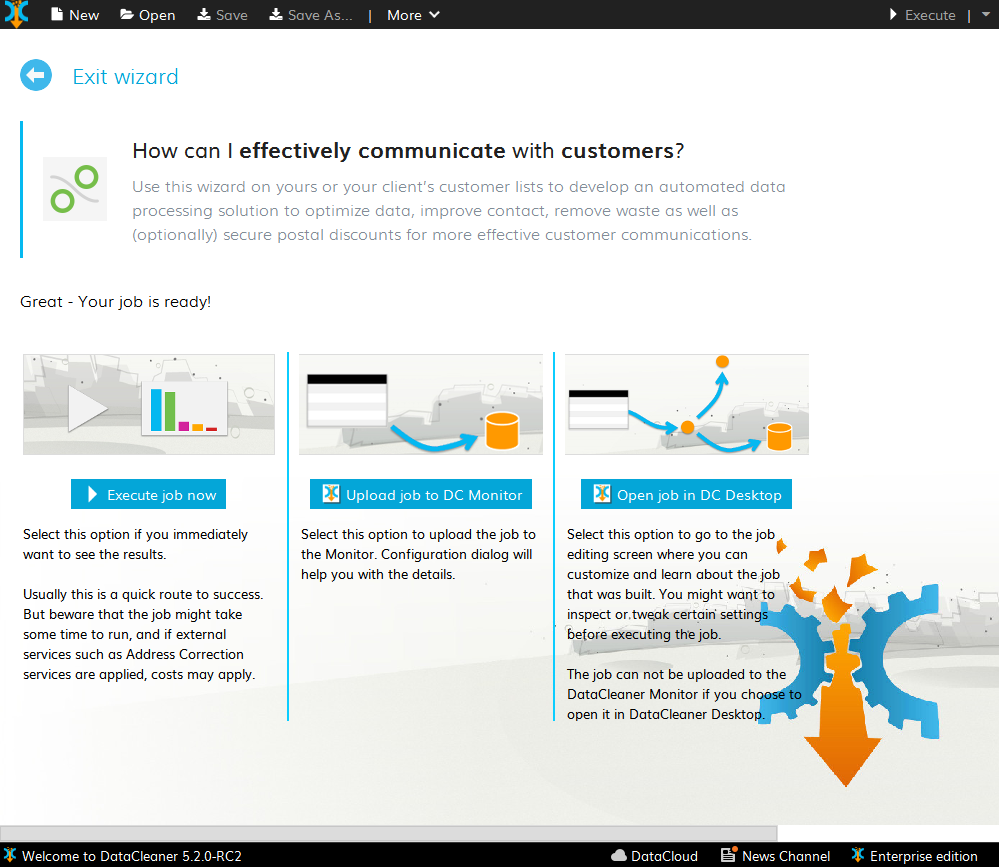 New Open Save Save As... | More Execute |
Exit wizard
How can I effectively communicate with customers?
Use this wizard on yours or your client's customer lists to develop an automated data
processing solution to optimize data, improve contact, remove waste as well as
(optionally) secure postal discounts for more effective customer communications.
Great - Your job is ready!
Execute job now
Select this option if you immediately
want to see the results.
Usually this is a quick route to success.
But beware that the job might take
some time to run, and if external
services such as Address Correction
services are applied, costs may apply.
Upload job to DC Monitor
Select this option to upload the job to
the Monitor. Configuration dialog will
help you with the details.
Open job in DC Desktop
Select this option to go to the job
editing screen where you can
customize and learn about the job
that was built. You might want to
inspect or tweak certain settings
before executing the job.
The job can not be uploaded to the
DataCleaner Monitor if you choose to
open it in DataCleaner Desktop.
Welcome to DataCleaner 5.2.0-RC2 DataCloud News Channel Enterprise edition